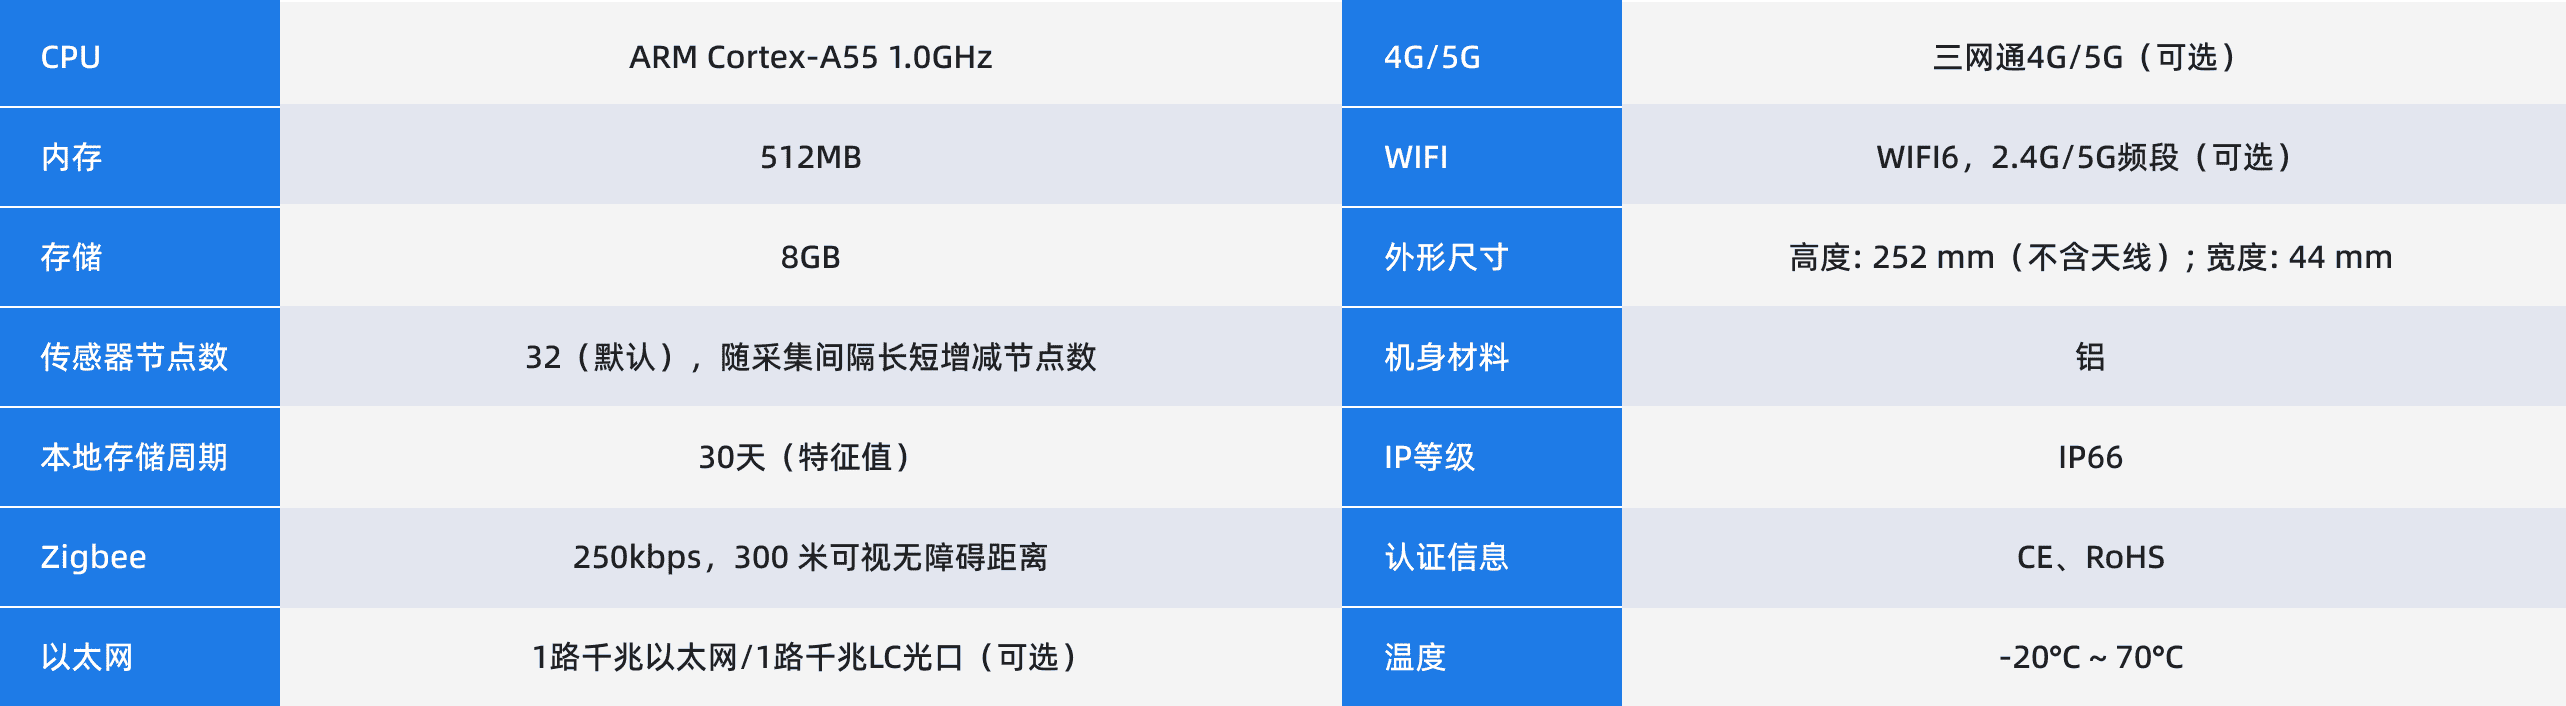 CPU
ARM Cortex-A55 1.0GHz
4G/5G
三网通4G/5G（可选）
内存
512MB
WIFI
WIFI6，2.4G/5G频段（可选）
存储
8GB
外形尺寸
高度: 252 mm（不含天线）; 宽度: 44 mm
传感器节点数
32（默认），随采集间隔长短增减节点数
机身材料
铝
本地存储周期
30天（特征值）
IP等级
IP66
Zigbee
250kbps，300 米可视无障碍距离
认证信息
CE、RoHS
以太网
1路千兆以太网/1路千兆LC光口（可选）
温度
-20°C ~ 70°C